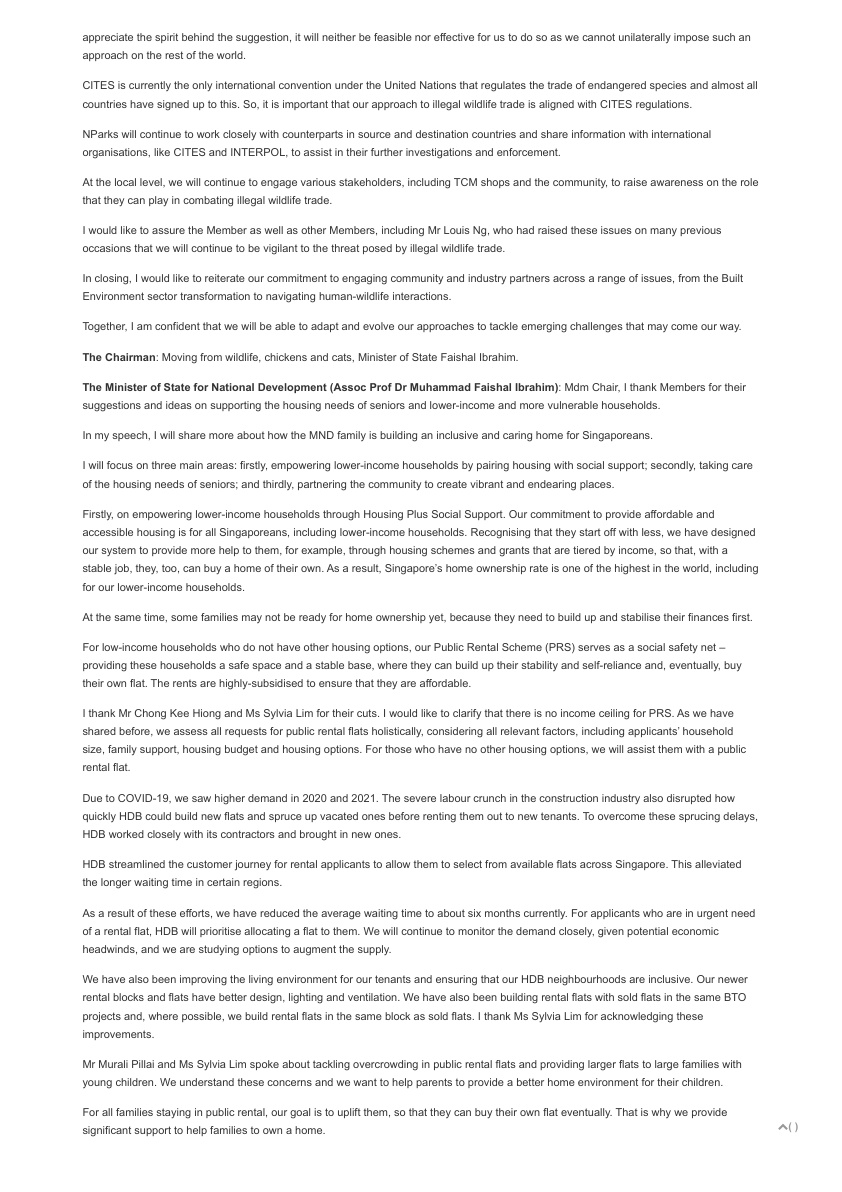 appreciate the spirit behind the suggestion, it will neither be feasible nor effective for us to do so as we cannot unilaterally impose such an
approach on the rest of the world.
CITES is currently the only international convention under the United Nations that regulates the trade of endangered species and almost all
countries have signed up to this. So, it is important that our approach to illegal wildlife trade is aligned with CITES regulations.
NParks will continue to work closely with counterparts in source and destination countries and share information with international
organisations, like CITES and INTERPOL, to assist in their further investigations and enforcement.
At the local level, we will continue to engage various stakeholders, including TCM shops and the community, to raise awareness on the role
that they can play in combating illegal wildlife trade.
I would like to assure the Member as well as other Members, including Mr Louis Ng, who had raised these issues on many previous
occasions that we will continue to be vigilant to the threat posed by illegal wildlife trade.
In closing, I would like to reiterate our commitment to engaging community and industry partners across a range of issues, from the Built
Environment sector transformation to navigating human-wildlife interactions.
Together, I am confident that we will be able to adapt and evolve our approaches to tackle emerging challenges that may come our way.
The Chairman: Moving from wildlife, chickens and cats, Minister of State Faishal Ibrahim.
The Minister of State for National Development (Assoc Prof Dr Muhammad Faishal Ibrahim): Mdm Chair, I thank Members for their
suggestions and ideas on supporting the housing needs of seniors and lower-income and more vulnerable households.
In my speech, I will share more about how the MND family is building an inclusive and caring home for Singaporeans.
I will focus on three main areas: firstly, empowering lower-income households by pairing housing with social support; secondly, taking care
of the housing needs of seniors; and thirdly, partnering the community to create vibrant and endearing places.
Firstly, on empowering lower-income households through Housing Plus Social Support. Our commitment to provide affordable and
accessible housing is for all Singaporeans, including lower-income households. Recognising that they start off with less, we have designed
our system to provide more help to them, for example, through housing schemes and grants that are tiered by income, so that, with a
stable job, they, too, can buy a home of their own. As a result, Singapore's home ownership rate is one of the highest in the world, including
for our lower-income households.
At the same time, some families may not be ready for home ownership yet, because they need to build up and stabilise their finances first.
For low-income households who do not have other housing options, our Public Rental Scheme (PRS) serves as a social safety net –
providing these households a safe space and a stable base, where they can build up their stability and self-reliance and, eventually, buy
their own flat. The rents are highly-subsidised to ensure that they are affordable.
I thank Mr Chong Kee Hiong and Ms Sylvia Lim for their cuts. I would like to clarify that there is no income ceiling for PRS. As we have
shared before, we assess all requests for public rental flats holistically, considering all relevant factors, including applicants' household
size, family support, housing budget and housing options. For those who have no other housing options, we will assist them with a public
rental flat.
Due to COVID-19, we saw higher demand in 2020 and 2021. The severe labour crunch in the construction industry also disrupted how
quickly HDB could build new flats and spruce up vacated ones before renting them out to new tenants. To overcome these sprucing delays,
HDB worked closely with its contractors and brought in new ones.
HDB streamlined the customer journey for rental applicants to allow them to select from available flats across Singapore. This alleviated
the longer waiting time in certain regions.
As a result of these efforts, we have reduced the average waiting time to about six months currently. For applicants who are in urgent need
of a rental flat, HDB will prioritise allocating a flat to them. We will continue to monitor the demand closely, given potential economic
headwinds, and we are studying options to augment the supply.
We have also been improving the living environment for our tenants and ensuring that our HDB neighbourhoods are inclusive. Our newer
rental blocks and flats have better design, lighting and ventilation. We have also been building rental flats with sold flats in the same BTO
projects and, where possible, we build rental flats in the same block as sold flats. I thank Ms Sylvia Lim for acknowledging these
improvements.
Mr Murali Pillai and Ms Sylvia Lim spoke about tackling overcrowding in public rental flats and providing larger flats to large families with
young children. We understand these concerns and we want to help parents to provide a better home environment for their children.
For all families staying in public rental, our goal is to uplift them, so that they can buy their own flat eventually. That is why we provide
significant support to help families to own a home.
( )